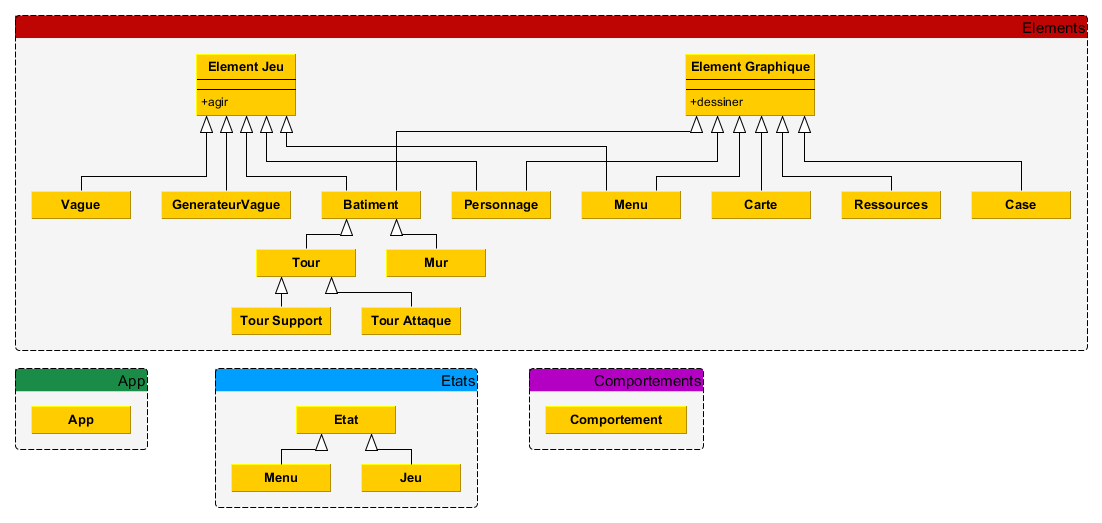 Elements
Element Jeu
+agir
Element Graphique
+dessiner
Vague
GenerateurVague
Batiment
Personnage
Menu
Carte
Ressources
Case
Tour
Mur
Tour Support
Tour Attaque
App
App
Etats
Etat
Menu
Jeu
Comportements
Comportement